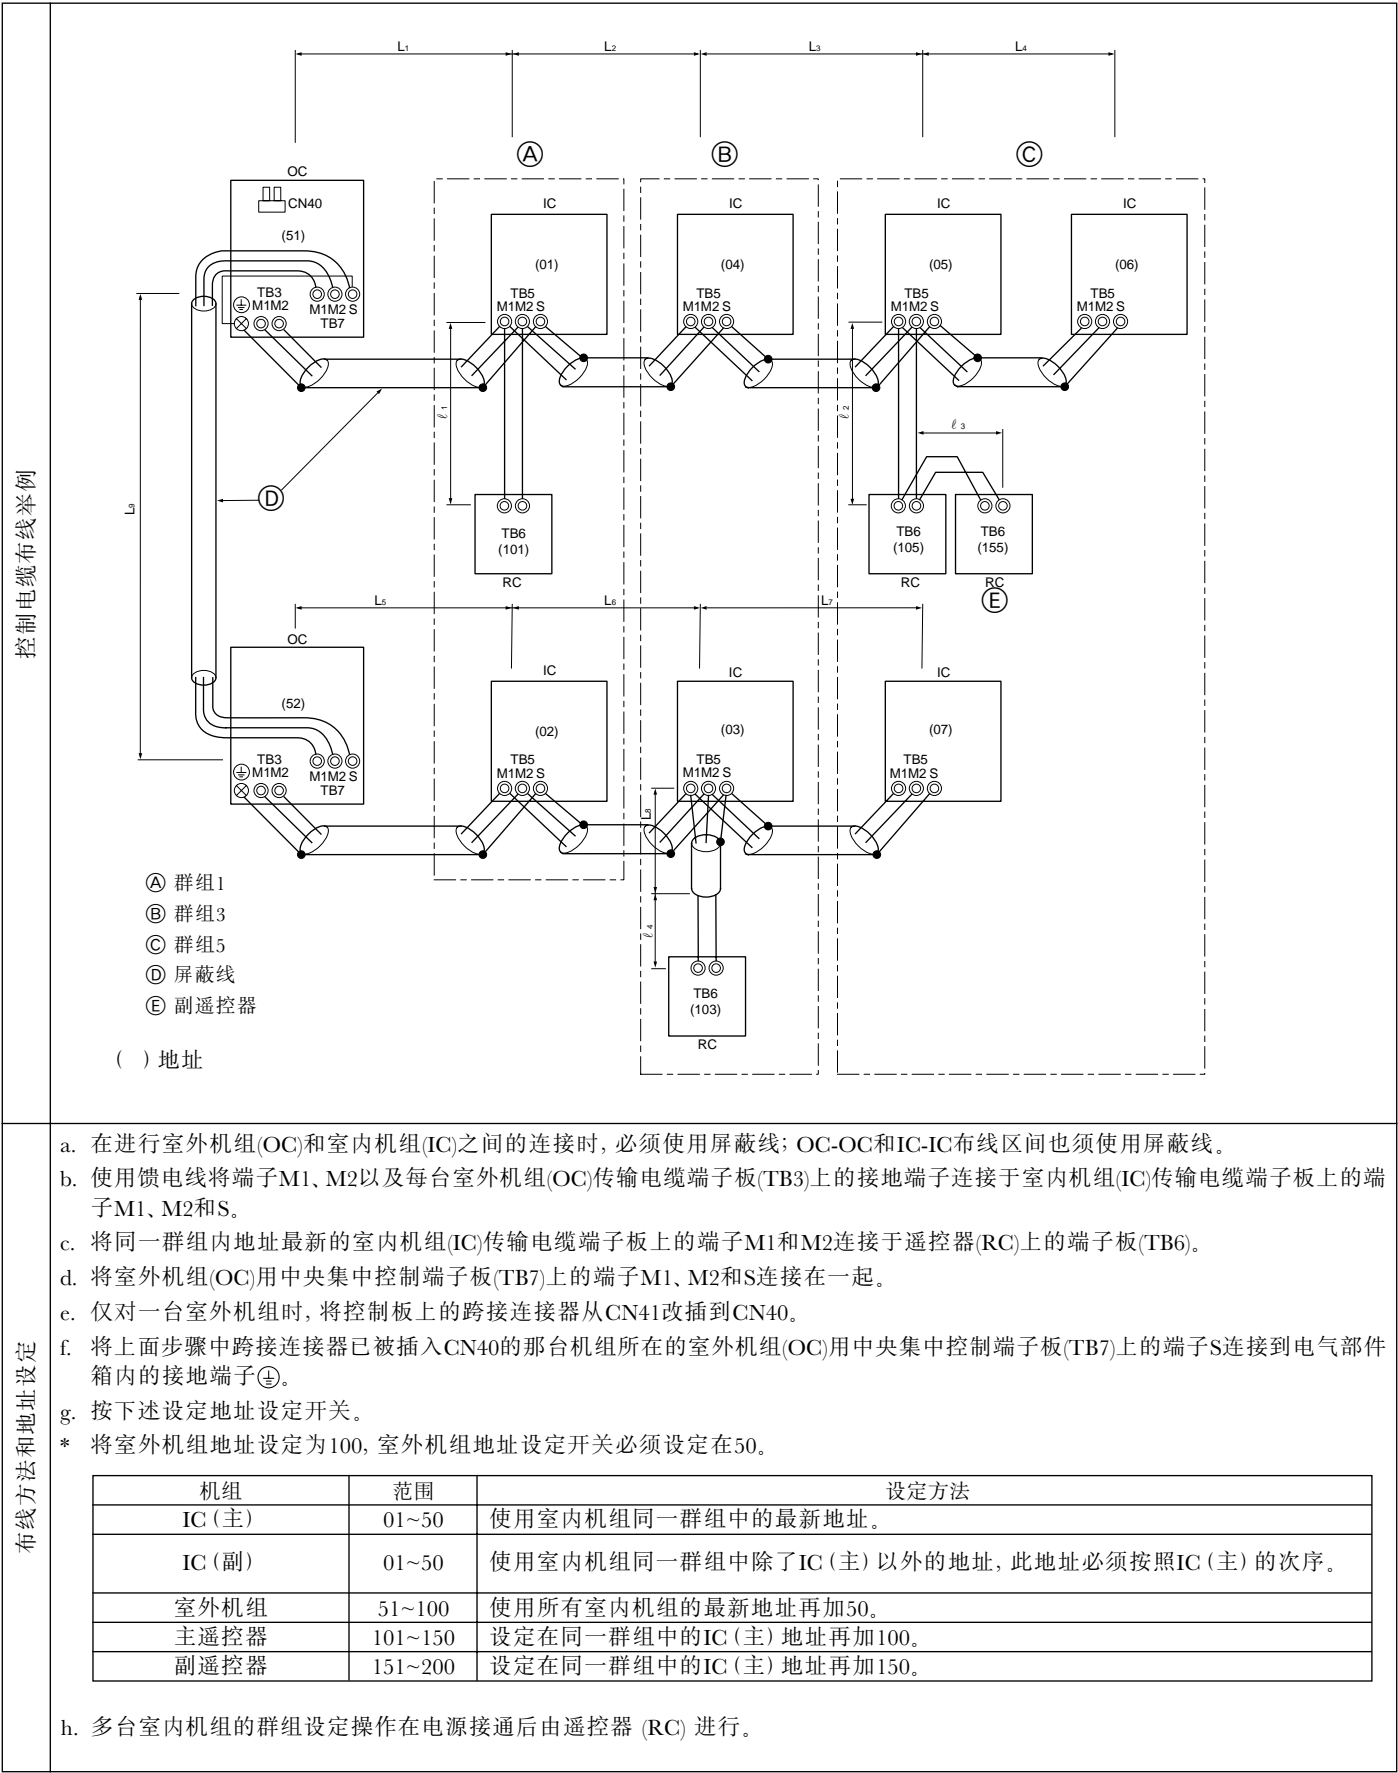 控制电缆布线举例
L1
L2
L3
L4
Ⓐ
Ⓑ
Ⓒ
OC
CN40
(51)
TB3
M1M2
M1M2 S
TB7
IC
(01)
TB5
M1M2 S
IC
(04)
TB5
M1M2 S
IC
(05)
TB5
M1M2 S
IC
(06)
TB5
M1M2 S
ℓ1
ℓ2
ℓ3
L9
Ⓓ
TB6
(101)
RC
TB6
(105)
RC
TB6
(155)
RC
Ⓔ
L5
L6
L7
OC
(52)
TB3
M1M2
M1M2 S
TB7
IC
(02)
TB5
M1M2 S
IC
(03)
TB5
M1M2 S
IC
(07)
TB5
M1M2 S
L8
ℓ4
TB6
(103)
RC
Ⓐ 群组1
Ⓑ 群组3
Ⓒ 群组5
Ⓓ 屏蔽线
Ⓔ 副遥控器
(　) 地址
布线方法和地址设定
a. 在进行室外机组(OC)和室内机组(IC)之间的连接时, 必须使用屏蔽线; OC-OC和IC-IC布线区间也须使用屏蔽线。
b. 使用馈电线将端子M1、M2以及每台室外机组(OC)传输电缆端子板(TB3)上的接地端子连接于室内机组(IC)传输电缆端子板上的端
子M1、M2和S。
c. 将同一群组内地址最新的室内机组(IC)传输电缆端子板上的端子M1和M2连接于遥控器(RC)上的端子板(TB6)。
d. 将室外机组(OC)用中央集中控制端子板(TB7)上的端子M1、M2和S连接在一起。
e. 仅对一台室外机组时, 将控制板上的跨接连接器从CN41改插到CN40。
f. 将上面步骤中跨接连接器已被插入CN40的那台机组所在的室外机组(OC)用中央集中控制端子板(TB7)上的端子S连接到电气部件
箱内的接地端子⏚。
g. 按下述设定地址设定开关。
* 将室外机组地址设定为100, 室外机组地址设定开关必须设定在50。
机组 范围 设定方法
IC (主) 01~50 使用室内机组同一群组中的最新地址。
IC (副) 01~50 使用室内机组同一群组中除了IC (主) 以外的地址, 此地址必须按照IC (主) 的次序。
室外机组 51~100 使用所有室内机组的最新地址再加50。
主遥控器 101~150 设定在同一群组中的IC (主) 地址再加100。
副遥控器 151~200 设定在同一群组中的IC (主) 地址再加150。
h. 多台室内机组的群组设定操作在电源接通后由遥控器 (RC) 进行。